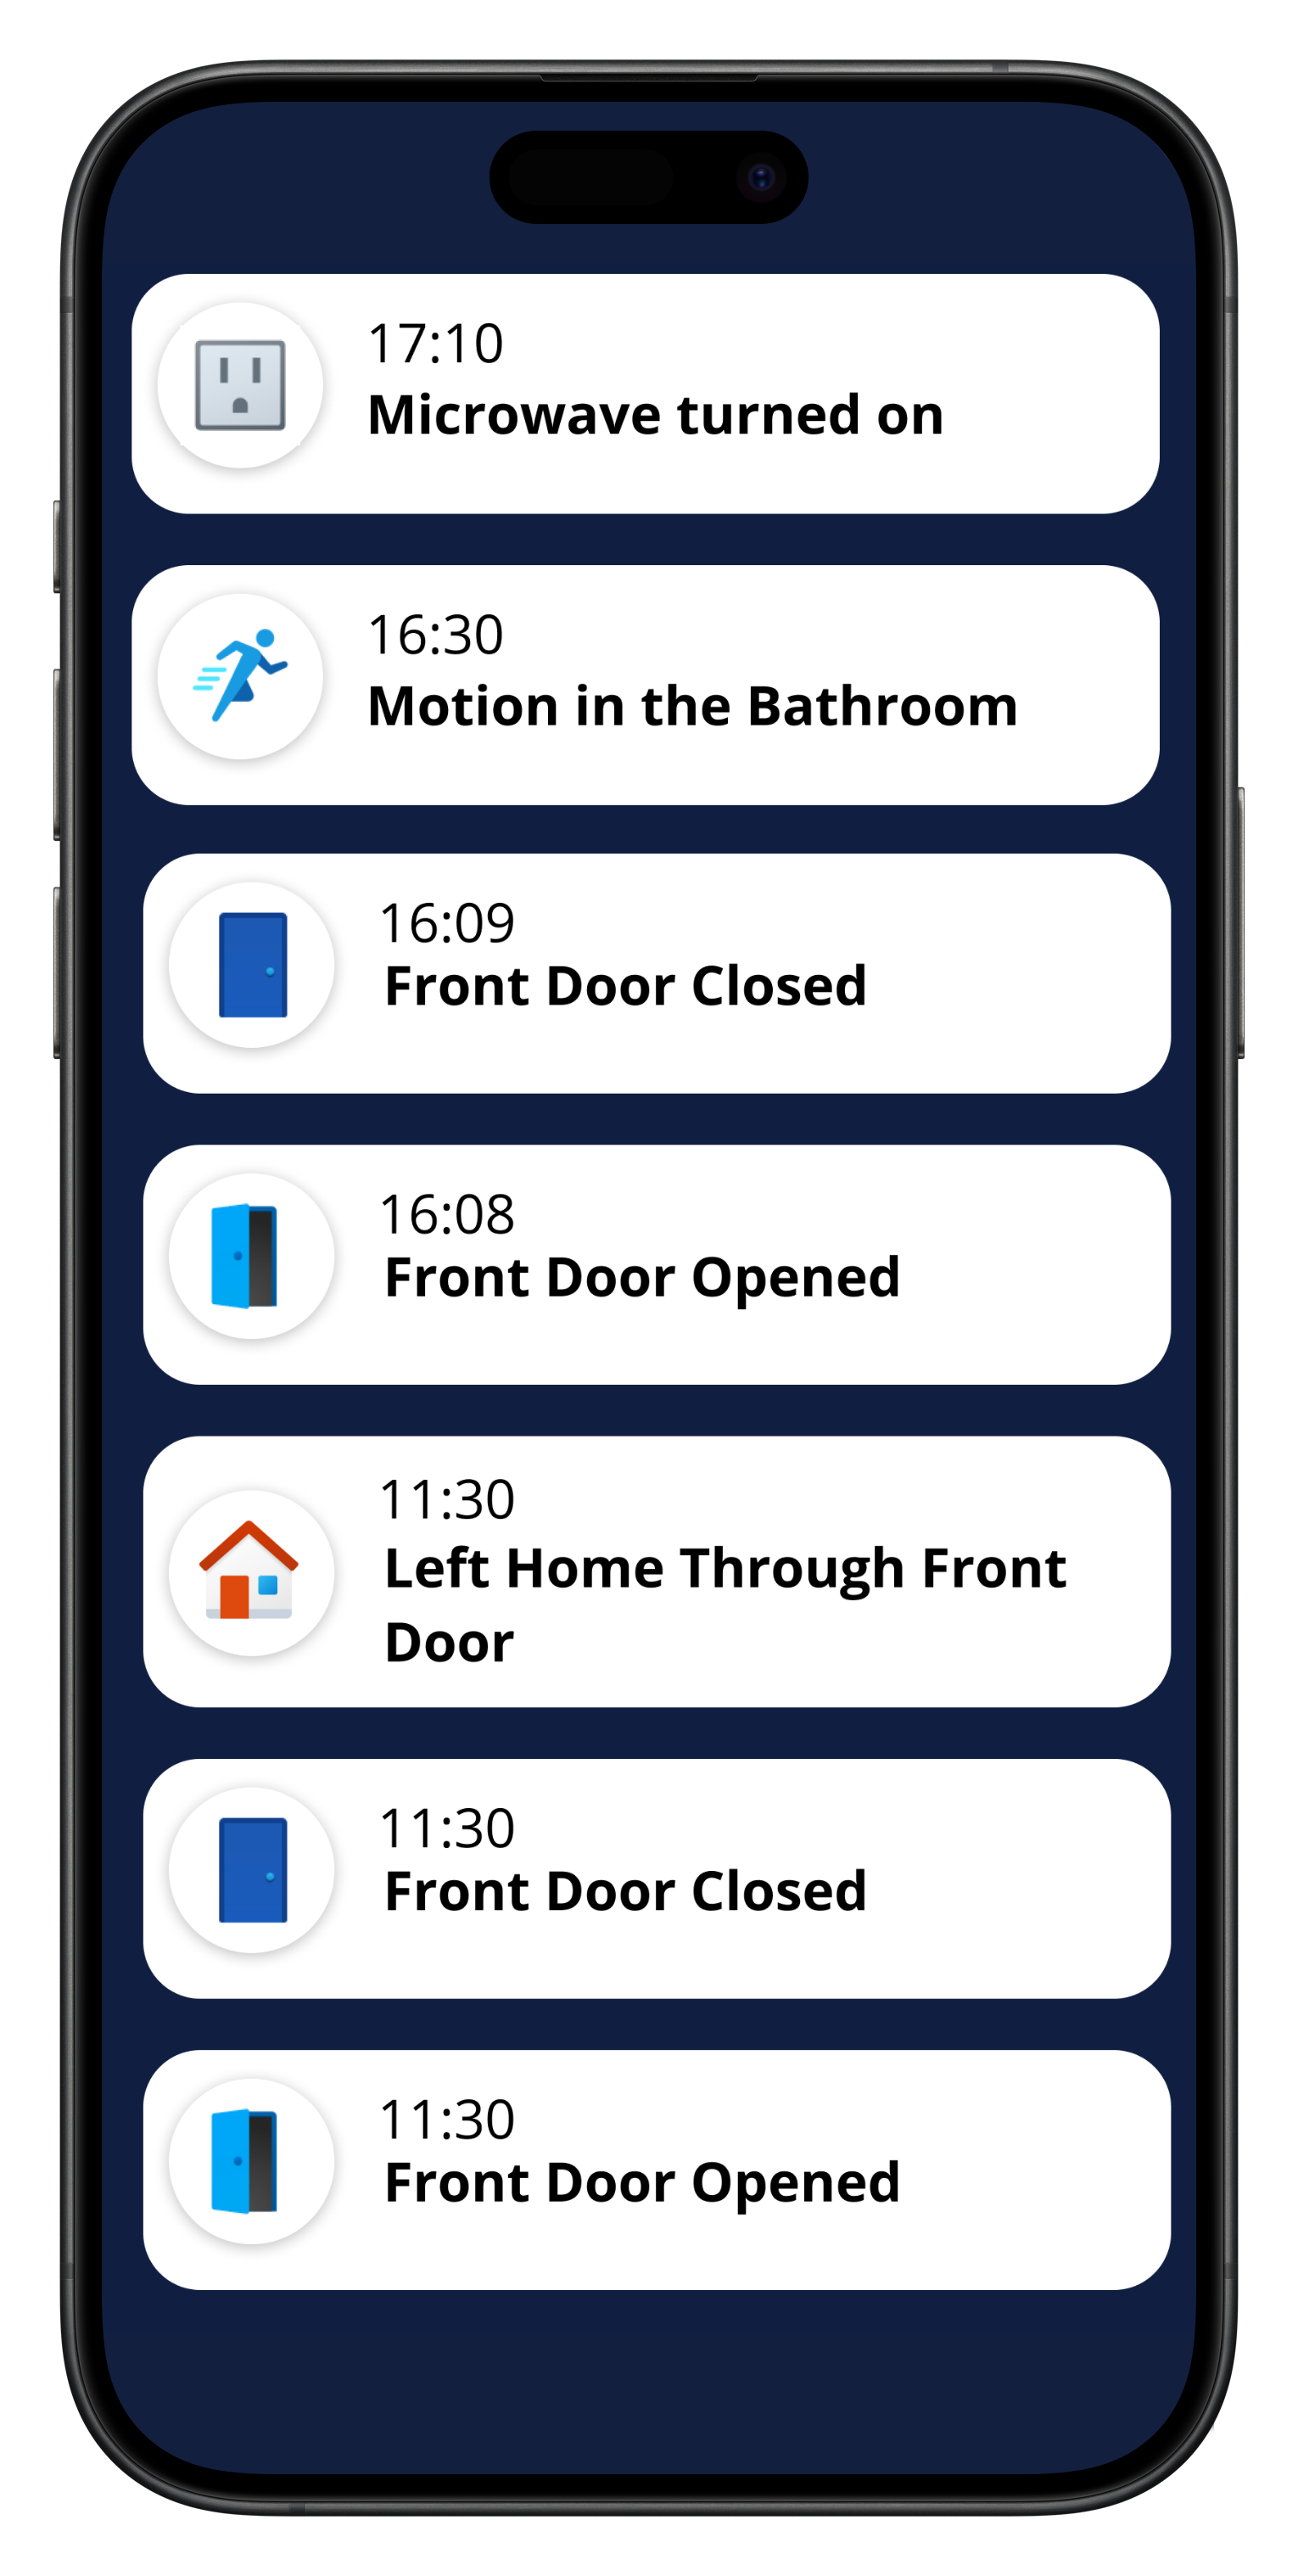 17:10
Microwave turned on
16:30
Motion in the Bathroom
16:09
Front Door Closed
16:08
Front Door Opened
11:30
Left Home Through Front
Door
11:30
Front Door Closed
11:30
Front Door Opened